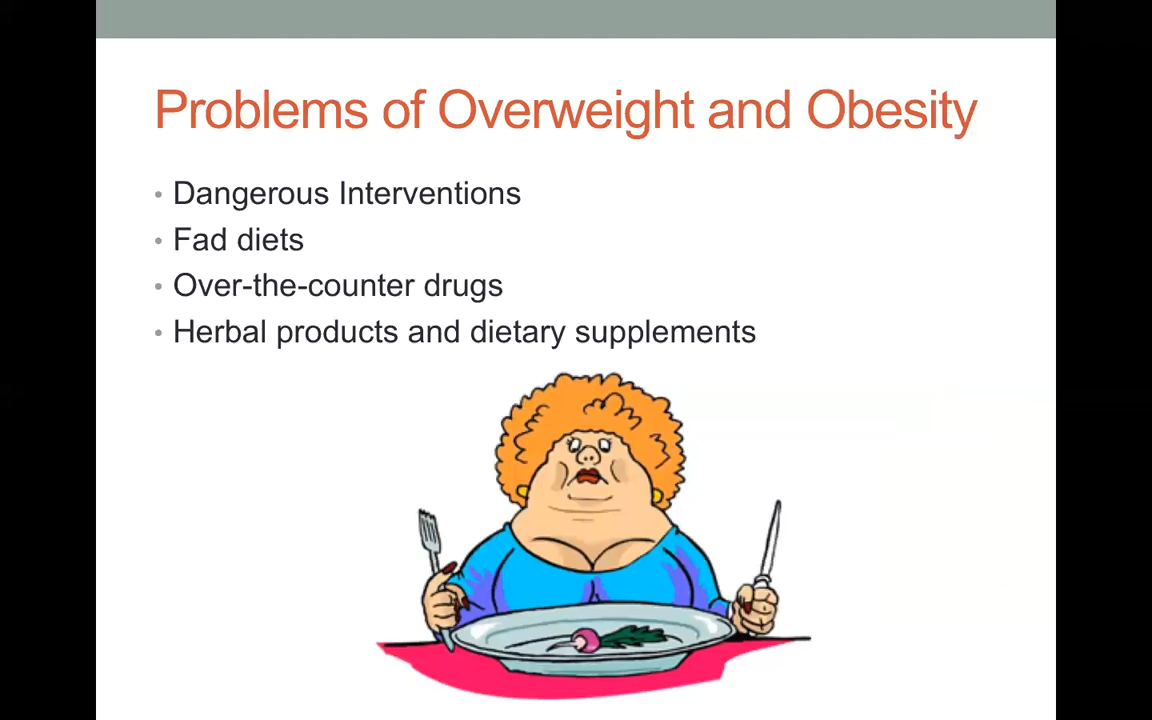 Problems of Overweight and Obesity
• Dangerous Interventions
• Fad diets
• Over-the-counter drugs
• Herbal products and dietary supplements